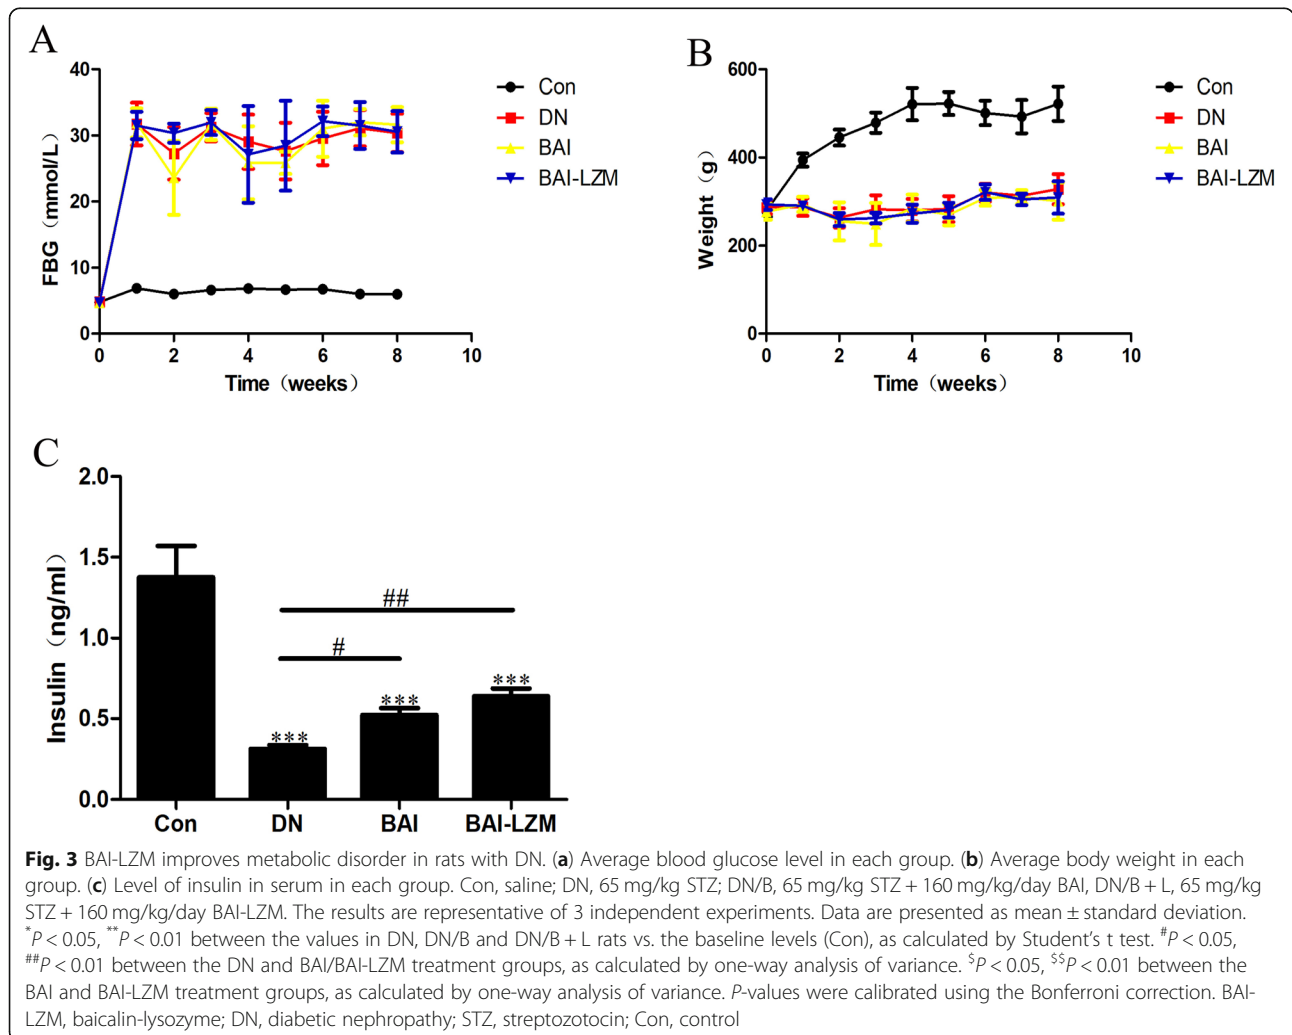 A
40
30
20
10
0
FBG（mmol/L）
0 2 4 6 8 10
Time（weeks）
Con
DN
BAI
BAI-LZM
B
600
400
200
0
Weight（g）
0 2 4 6 8 10
Time（weeks）
Con
DN
BAI
BAI-LZM
C
2.0
1.5
1.0
0.5
0.0
Insulin（ng/ml）
##
#
***
***
***
Con DN BAI BAI-LZM
Fig. 3 BAI-LZM improves metabolic disorder in rats with DN. (a) Average blood glucose level in each group. (b) Average body weight in each
group. (c) Level of insulin in serum in each group. Con, saline; DN, 65 mg/kg STZ; DN/B, 65 mg/kg STZ + 160 mg/kg/day BAI, DN/B + L, 65 mg/kg
STZ + 160 mg/kg/day BAI-LZM. The results are representative of 3 independent experiments. Data are presented as mean ± standard deviation.
*P < 0.05, **P < 0.01 between the values in DN, DN/B and DN/B + L rats vs. the baseline levels (Con), as calculated by Student's t test. #P < 0.05,
##P < 0.01 between the DN and BAI/BAI-LZM treatment groups, as calculated by one-way analysis of variance. $P < 0.05, $$P < 0.01 between the
BAI and BAI-LZM treatment groups, as calculated by one-way analysis of variance. P-values were calibrated using the Bonferroni correction. BAI-
LZM, baicalin-lysozyme; DN, diabetic nephropathy; STZ, streptozotocin; Con, control